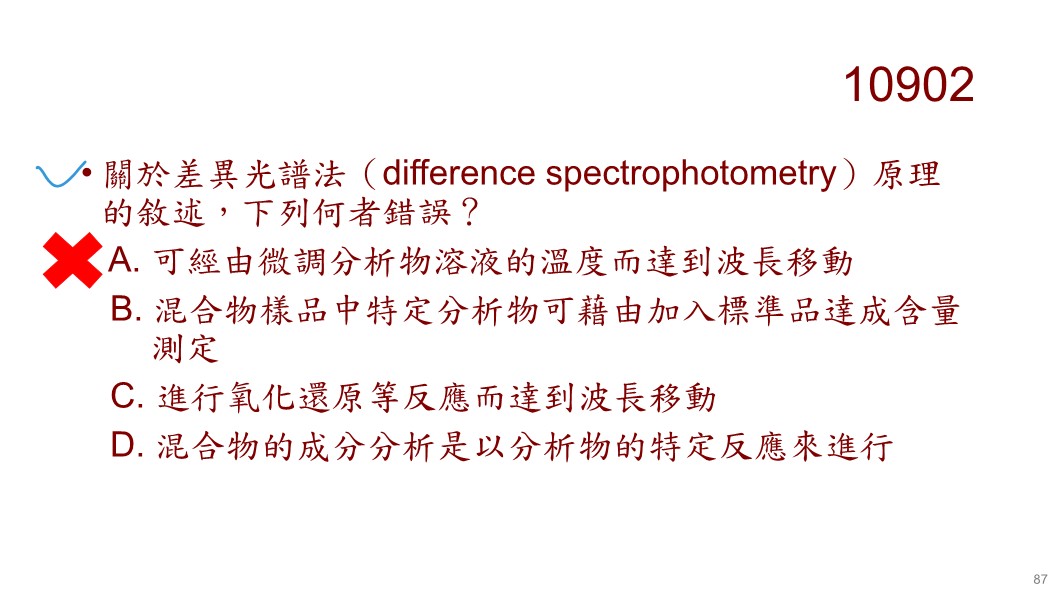 10902
• 關於差異光譜法（difference spectrophotometry）原理
的敘述，下列何者錯誤？
A. 可經由微調分析物溶液的溫度而達到波長移動
B. 混合物樣品中特定分析物可藉由加入標準品達成含量
測定
C. 進行氧化還原等反應而達到波長移動
D. 混合物的成分分析是以分析物的特定反應來進行
87